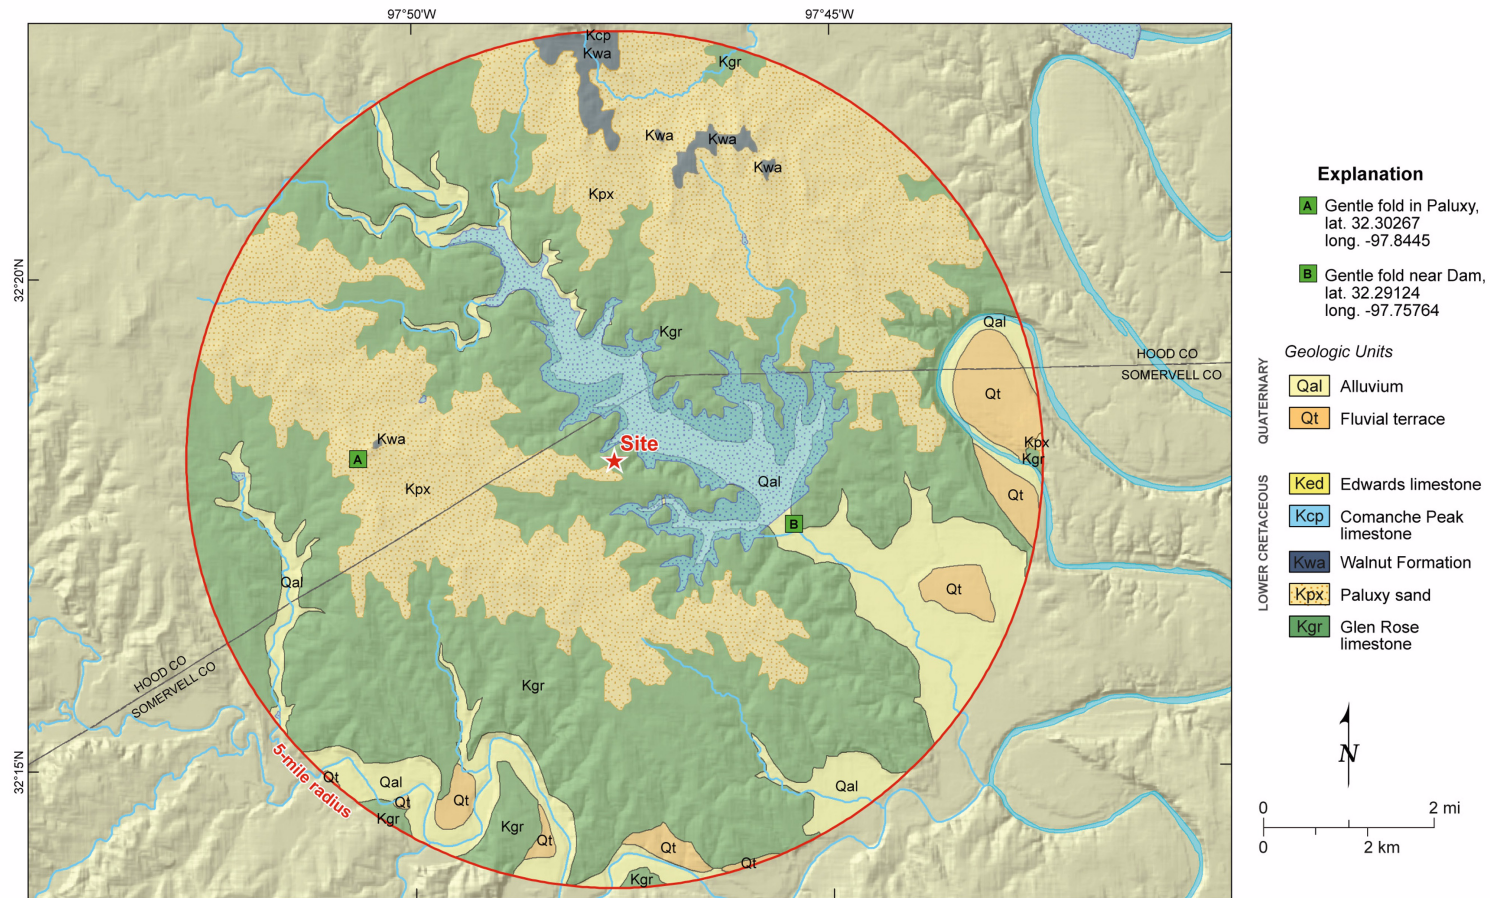 97°50'W
97°45'W
Kcp
Kwa
Kgr
Kwa
Kwa
Kwa
Kpx
32°20'N
Kgr
Qal
HOOD CO
SOMERVELL CO
Qt
Kwa
Site
Kpx
Kgr
A
Kpx
Qal
Qt
B
Qal
Qt
HOOD CO
SOMERVELL CO
Kgr
32°15'N
5-mile radius
Qt
Qal
Qt
Kgr
Qt
Kgr
Qt
Qal
Qt
Qt
Kgr
Explanation
A
Gentle fold in Paluxy,
lat. 32.30267
long. -97.8445
B
Gentle fold near Dam,
lat. 32.29124
long. -97.75764
Geologic Units
QUATERNARY
Qal Alluvium
Qt Fluvial terrace
LOWER CRETACEOUS
Ked Edwards limestone
Kcp Comanche Peak
limestone
Kwa Walnut Formation
Kpx Paluxy sand
Kgr Glen Rose
limestone
N
0 2 mi
0 2 km